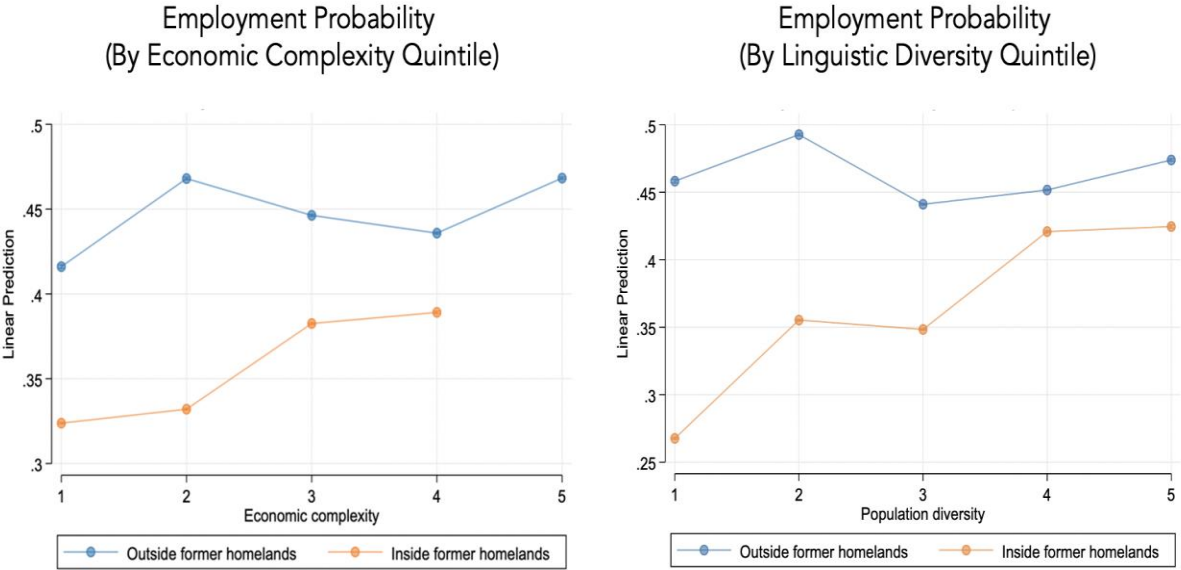 Employment Probability
(By Economic Complexity Quintile)
.5
.45
.4
.35
.3
Linear Prediction
1 2 3 4 5
Economic complexity
Outside former homelands Inside former homelands
Employment Probability
(By Linguistic Diversity Quintile)
.5
.45
.4
.35
.3
.25
Linear Prediction
1 2 3 4 5
Population diversity
Outside former homelands Inside former homelands